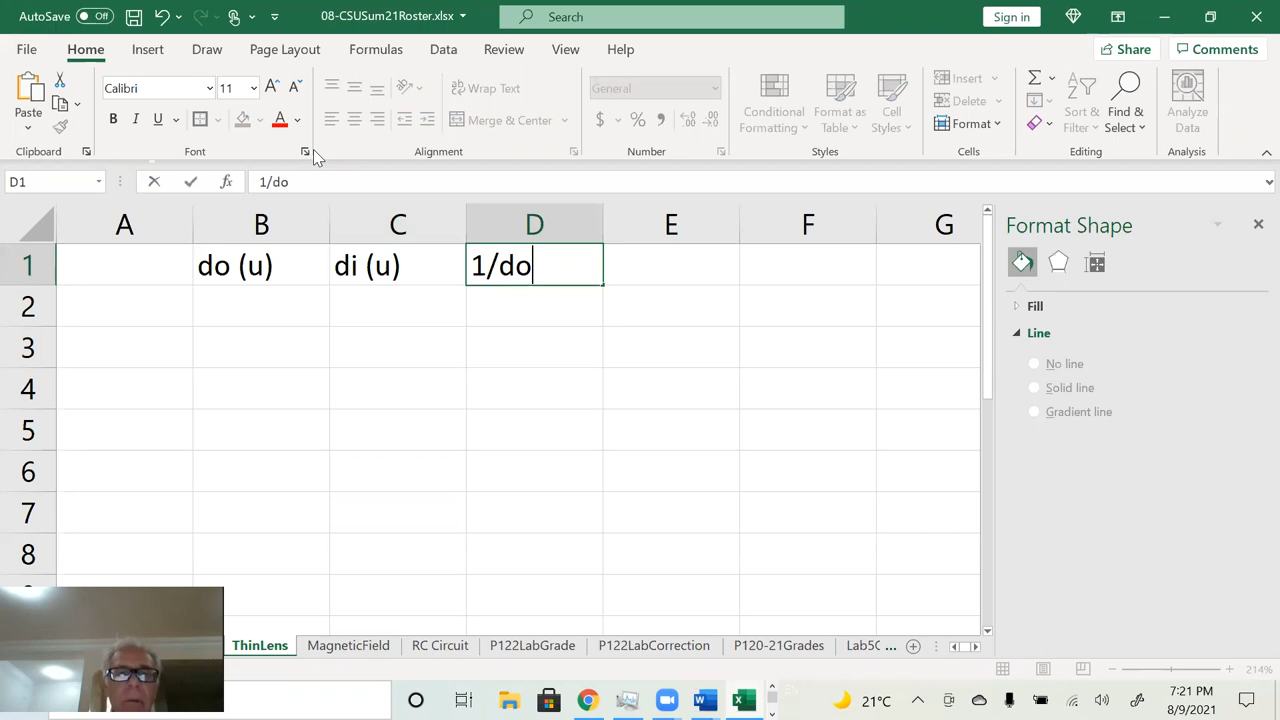 AutoSave Off 08-CSUSum21Roster.xlsx Search Sign in
File Home Insert Draw Page Layout Formulas Data Review View Help Share Comments
Paste Calibri 11 Wrap Text General Insert
B I U A Merge & Center $ % Conditional Formatting Format as Table Cell Styles Delete Format Sort & Filter Find & Select Analyze Data
Clipboard Font Alignment Number Styles Cells Editing Analysis
D1 fx 1/do
A B C D E F G
1 do (u) di (u) 1/do
2
3
4
5
6
7
8
Format Shape
Fill
Line
No line
Solid line
Gradient line
ThinLens MagneticField RC Circuit P122LabGrade P122LabCorrection P120-21Grades Lab5C ...
214%
21°C 7:21 PM
8/9/2021